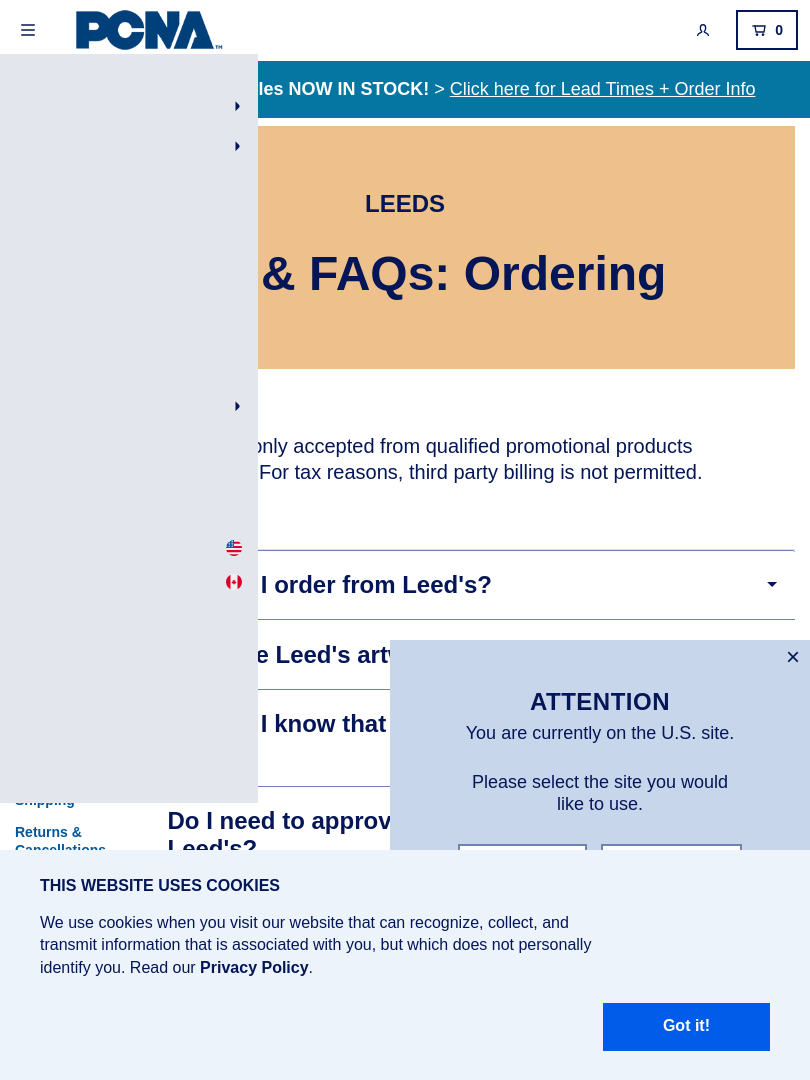 PCNA
TM
0
les NOW IN STOCK! > Click here for Lead Times + Order Info
LEEDS
& FAQs: Ordering
only accepted from qualified promotional products
For tax reasons, third party billing is not permitted.
I order from Leed's?
e Leed's
I know that
ATTENTION
You are currently on the U.S. site.
Please select the site you would
like to use.
Shipping
Returns &
Cancellations
Do I need to approv
Leed's?
THIS WEBSITE USES COOKIES
We use cookies when you visit our website that can recognize, collect, and
transmit information that is associated with you, but which does not personally
identify you. Read our Privacy Policy.
Got it!